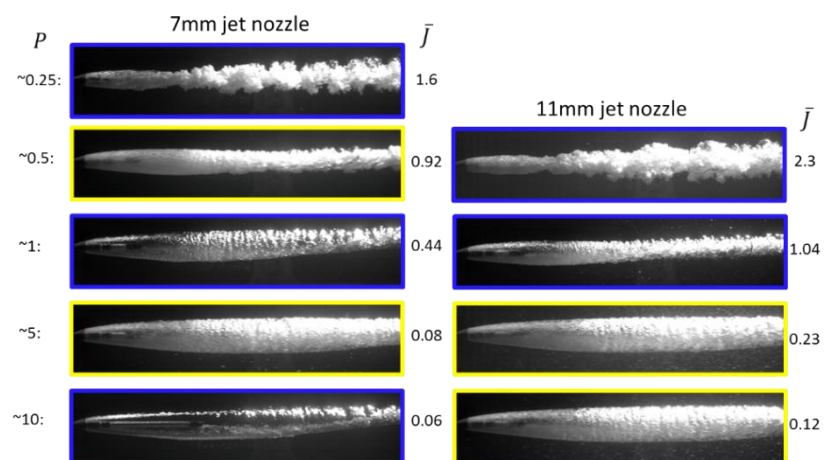 7mm jet nozzle
P J̄
~0.25: 1.6
11mm jet nozzle
J̄
~0.5: 0.92 2.3
~1: 0.44 1.04
~5: 0.08 0.23
~10: 0.06 0.12